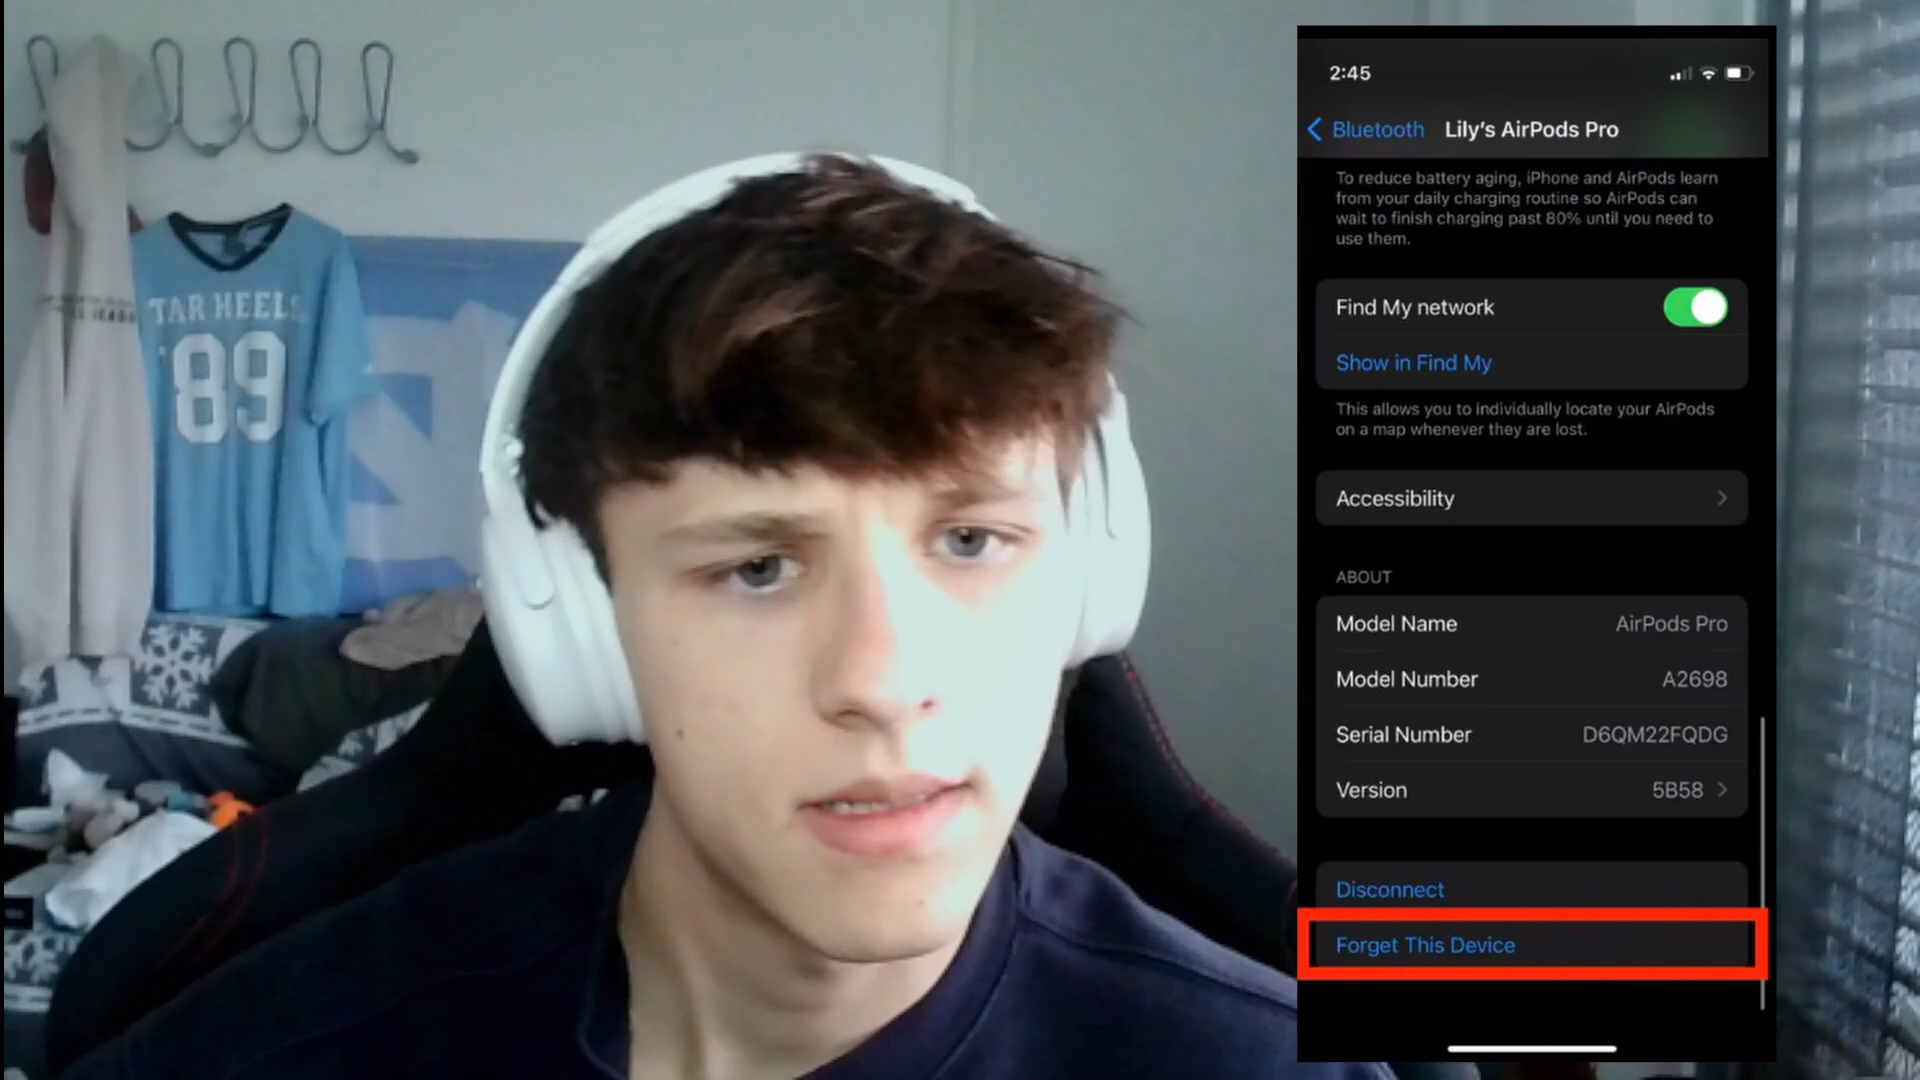 TAR HEELS
89
2:45
Bluetooth Lily's AirPods Pro
To reduce battery aging, iPhone and AirPods learn
from your daily charging routine so AirPods can
wait to finish charging past 80% until you need to
use them.
Find My network
Show in Find My
This allows you to individually locate your AirPods
on a map whenever they are lost.
Accessibility
ABOUT
Model Name AirPods Pro
Model Number A2698
Serial Number D6QM22FQDG
Version 5B58
Disconnect
Forget This Device